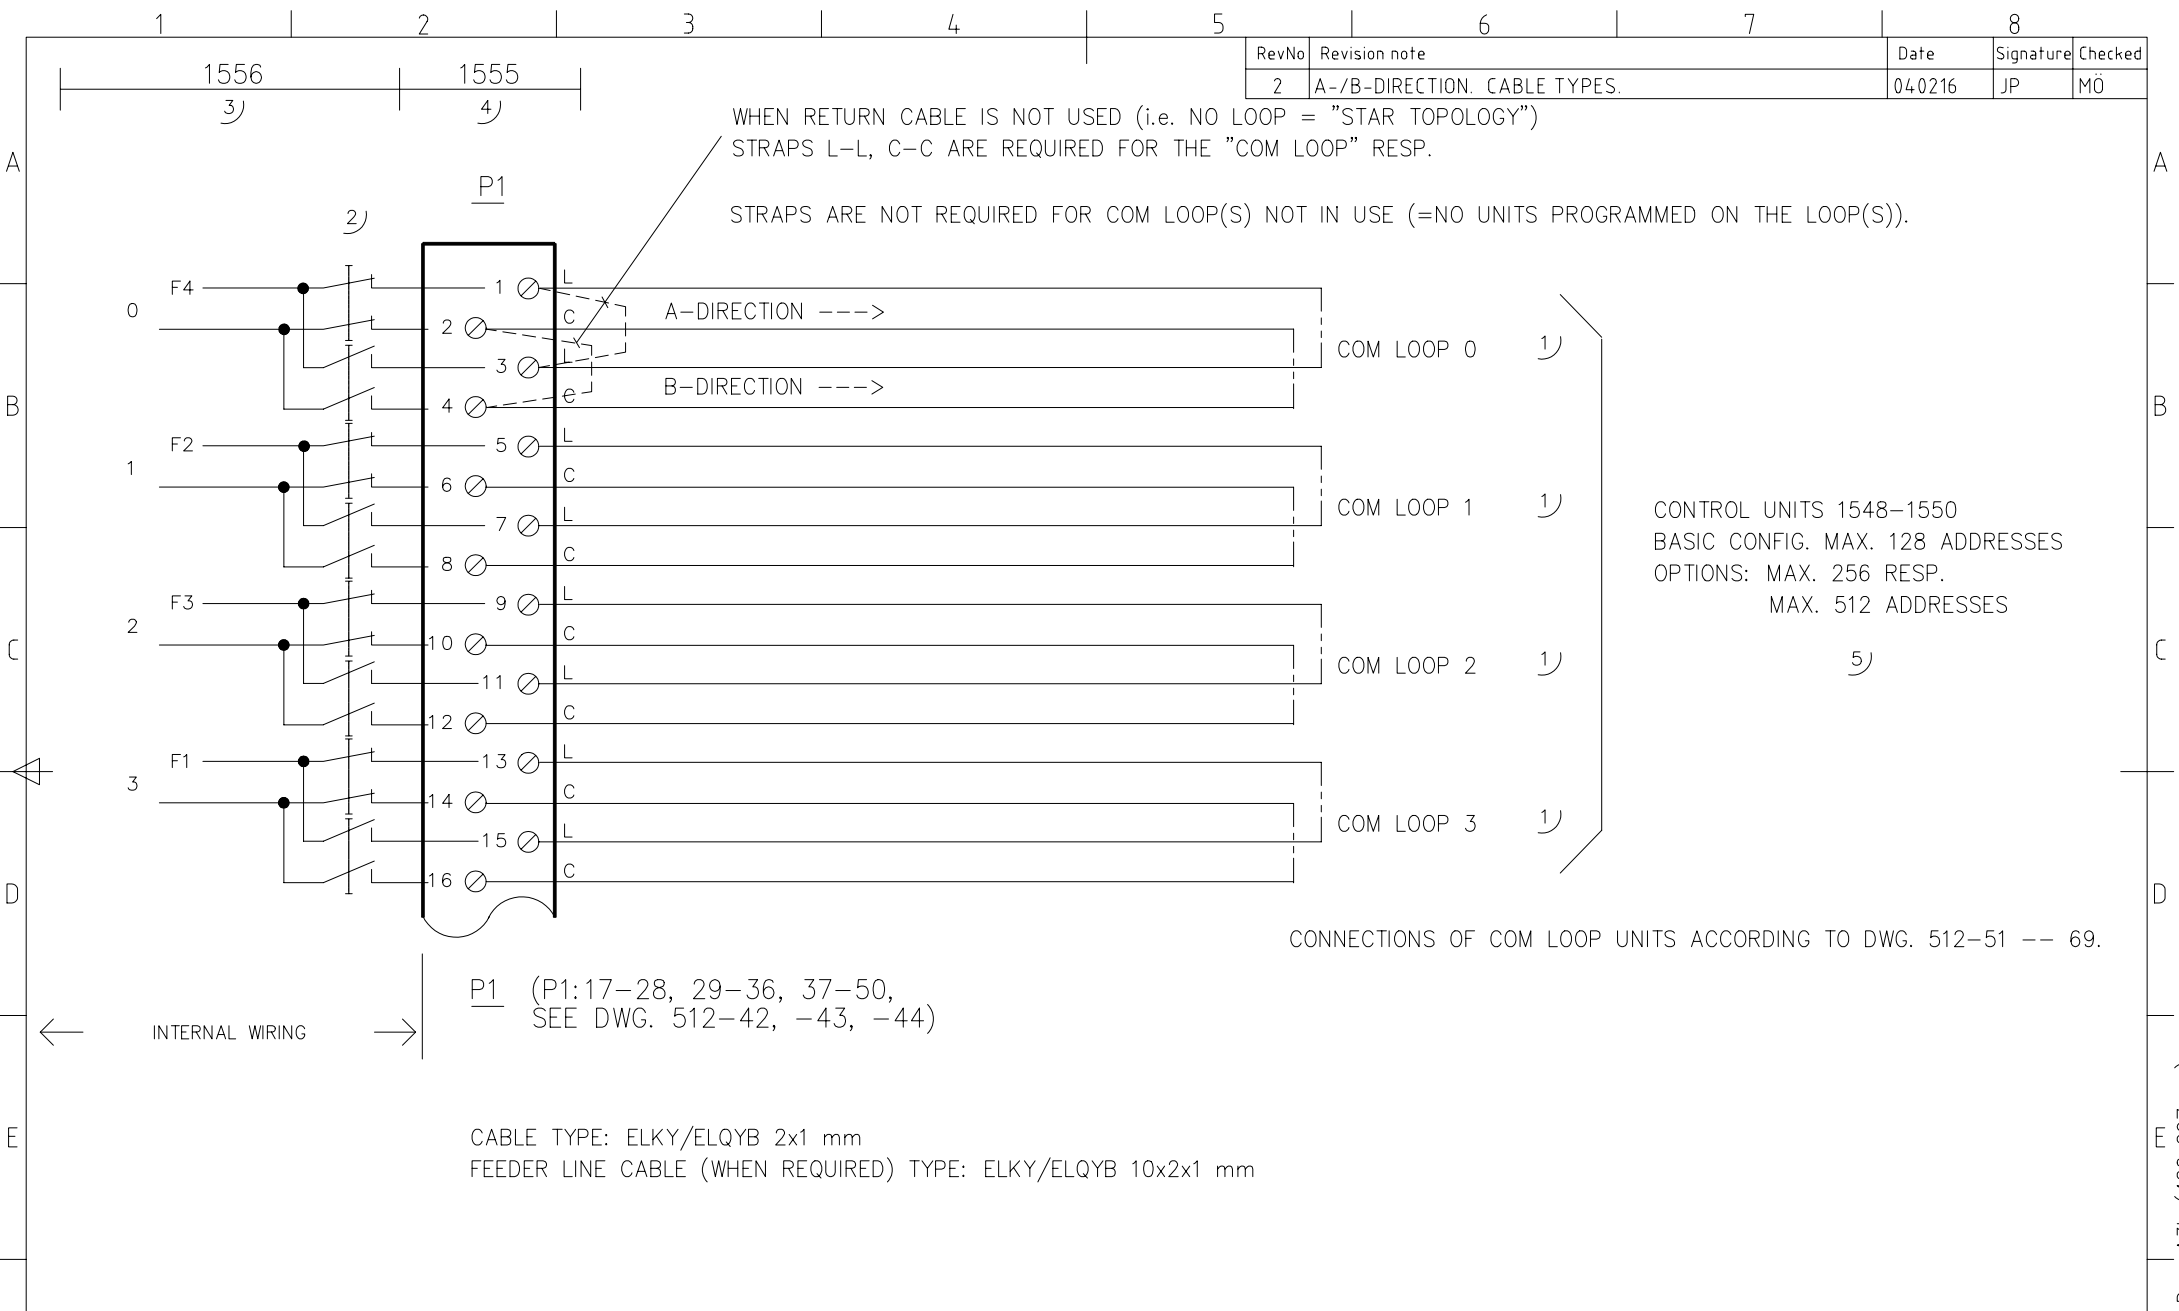 1 2 3 4 5 6 7 8
RevNo Revision note Date Signature Checked
2 A-/B-DIRECTION. CABLE TYPES. 040216 JP MÖ
1556 1555
3) 4)
WHEN RETURN CABLE IS NOT USED (i.e. NO LOOP = "STAR TOPOLOGY")
STRAPS L-L, C-C ARE REQUIRED FOR THE "COM LOOP" RESP.
A A
P1
2)
STRAPS ARE NOT REQUIRED FOR COM LOOP(S) NOT IN USE (=NO UNITS PROGRAMMED ON THE LOOP(S)).
F4 1 L
0 A-DIRECTION --->
2 C
COM LOOP 0 1)
3 L
B-DIRECTION --->
B 4 C B
F2 5 L
1
6 C
COM LOOP 1 1)
7 L
8 C
CONTROL UNITS 1548-1550
BASIC CONFIG. MAX. 128 ADDRESSES
OPTIONS: MAX. 256 RESP.
MAX. 512 ADDRESSES
F3 9 L
2
C 10 C C
COM LOOP 2 1) 5)
11 L
12 C
F1 13 L
3
14 C
COM LOOP 3 1)
15 L
16 C
D D
CONNECTIONS OF COM LOOP UNITS ACCORDING TO DWG. 512-51 -- 69.
P1 (P1:17-28, 29-36, 37-50,
SEE DWG. 512-42, -43, -44)
INTERNAL WIRING
E E
CABLE TYPE: ELKY/ELQYB 2x1 mm
FEEDER LINE CABLE (WHEN REQUIRED) TYPE: ELKY/ELQYB 10x2x1 mm